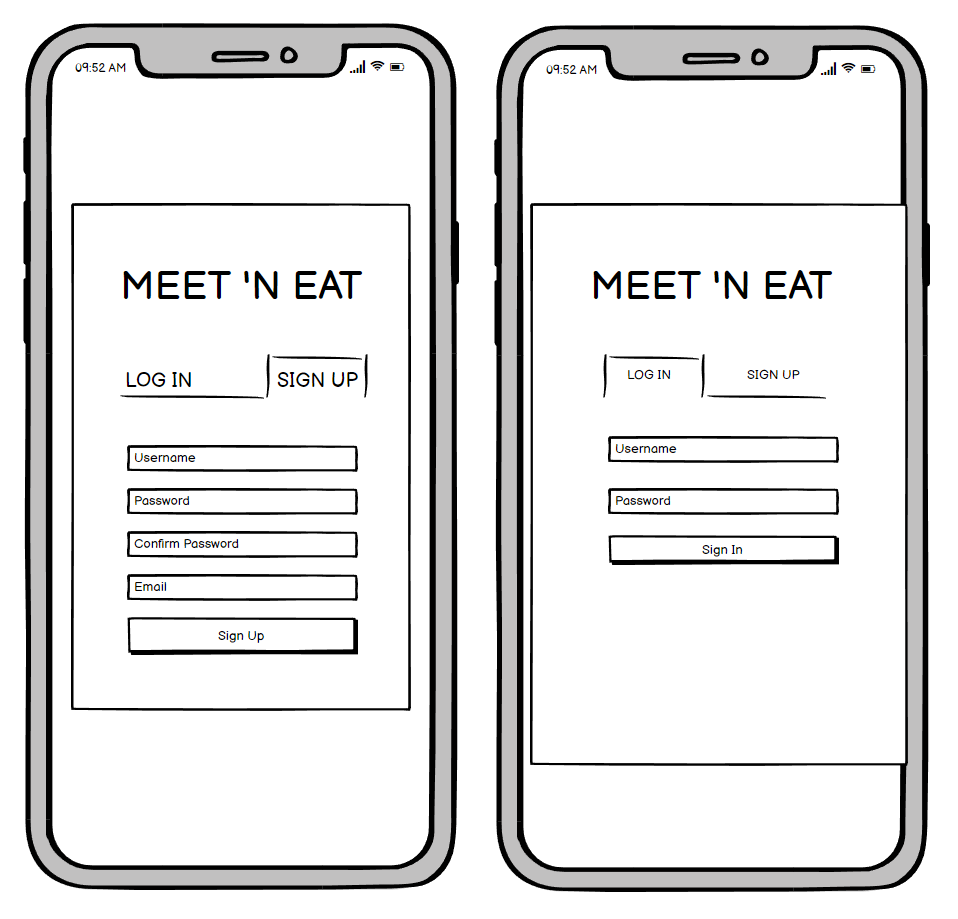 09:52 AM
MEET 'N EAT
LOG IN
SIGN UP
Username
Password
Confirm Password
Email
Sign Up
09:52 AM
MEET 'N EAT
LOG IN
SIGN UP
Username
Password
Sign In